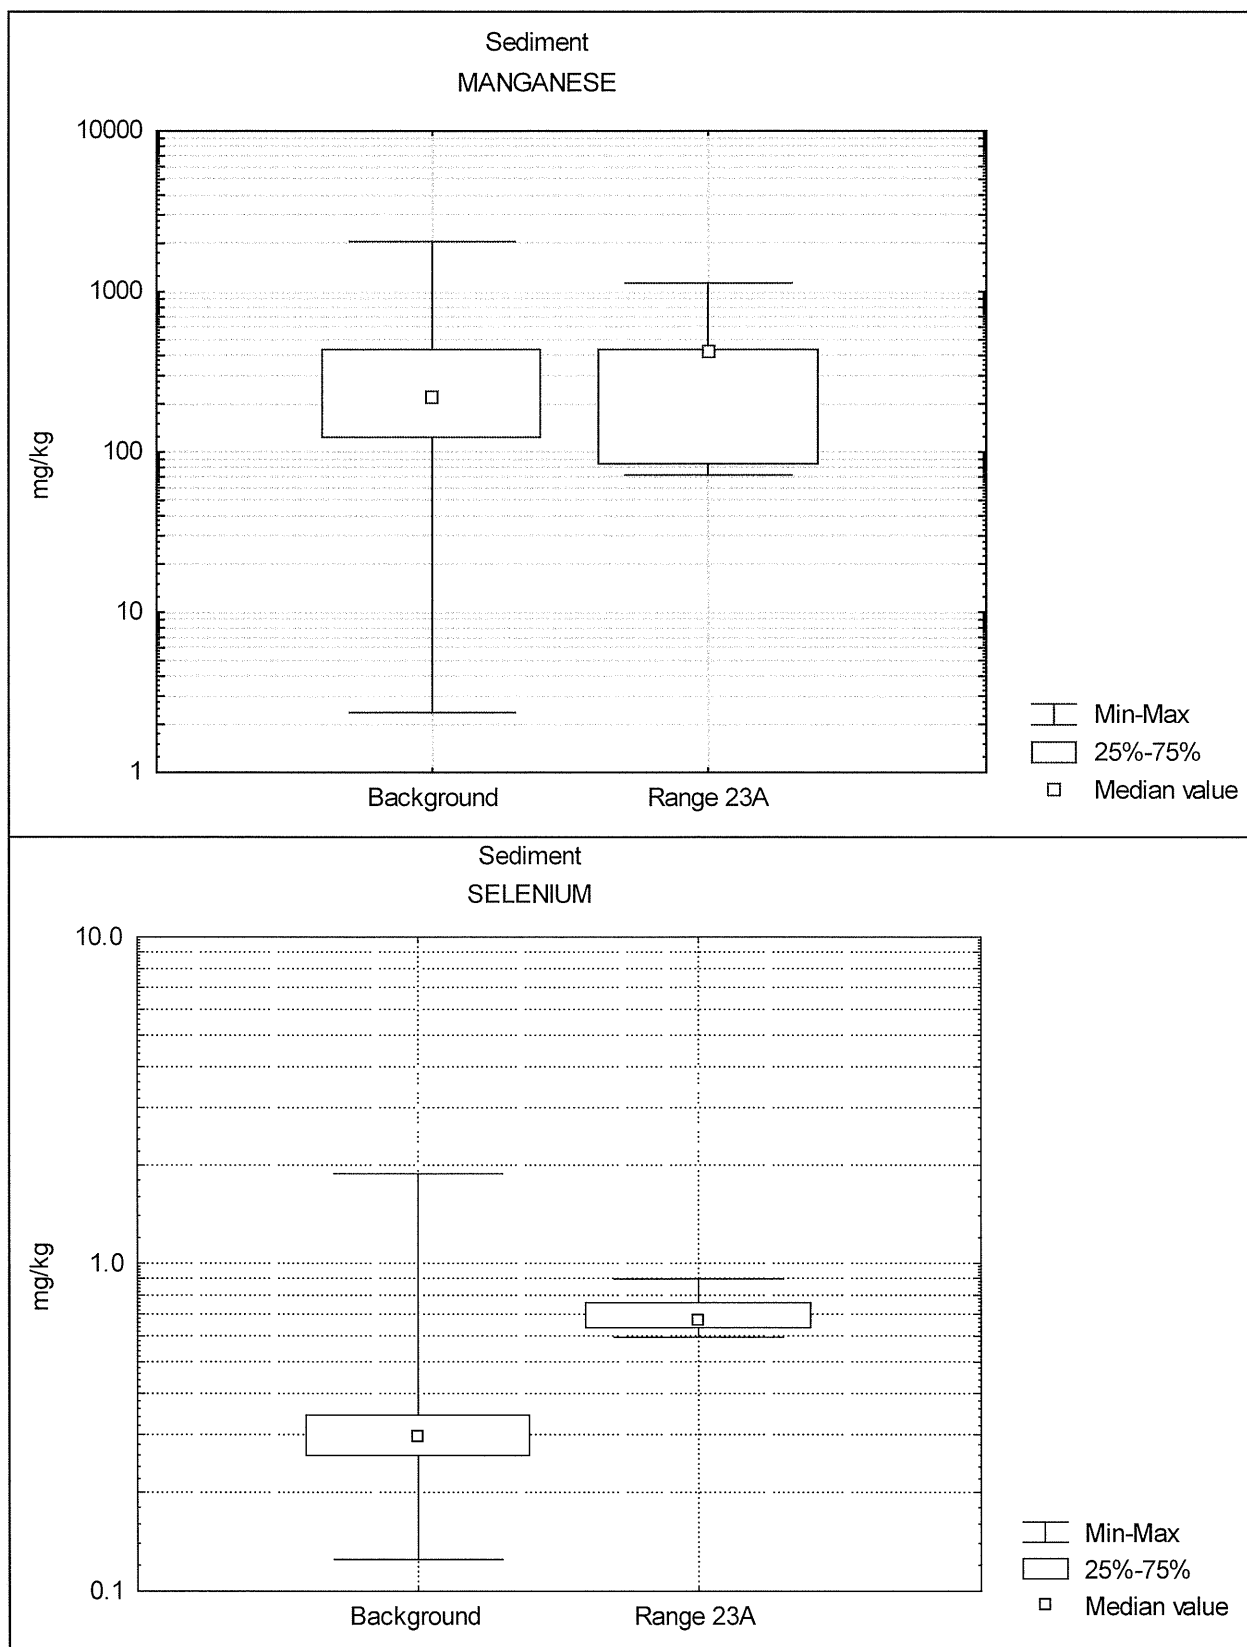 Sediment
MANGANESE
10000
1000
100
10
1
mg/kg
Background
Range 23A
Min-Max
25%-75%
Median value
Sediment
SELENIUM
10.0
1.0
0.1
mg/kg
Background
Range 23A
Min-Max
25%-75%
Median value